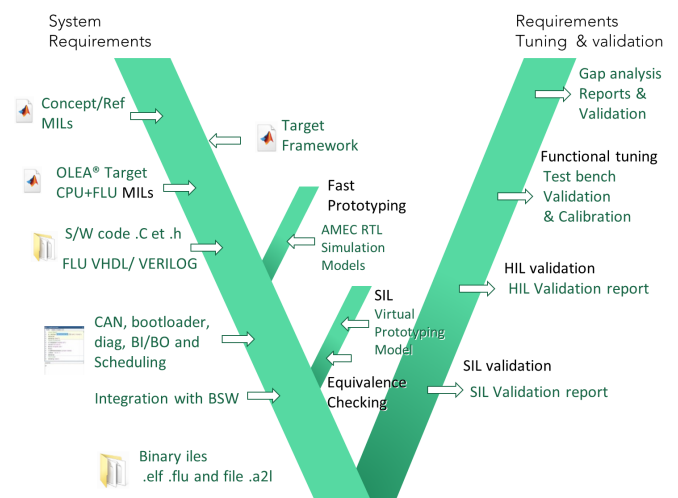 System
Requirements
Requirements
Tuning & validation
Concept/Ref
MILs
Target
Framework
OLEA® Target
CPU+FLU MILs
Fast
Prototyping
S/W code .C et .h
FLU VHDL/ VERILOG
AMEC RTL
Simulation
Models
CAN, bootloader,
diag, BI/BO and
Scheduling
SIL
Virtual
Prototyping
Model
Equivalence
Checking
Integration with BSW
Binary iles
.elf .flu and file .a2l
Gap analysis
Reports &
Validation
Functional tuning
Test bench
Validation
& Calibration
HIL validation
HIL Validation report
SIL validation
SIL Validation report